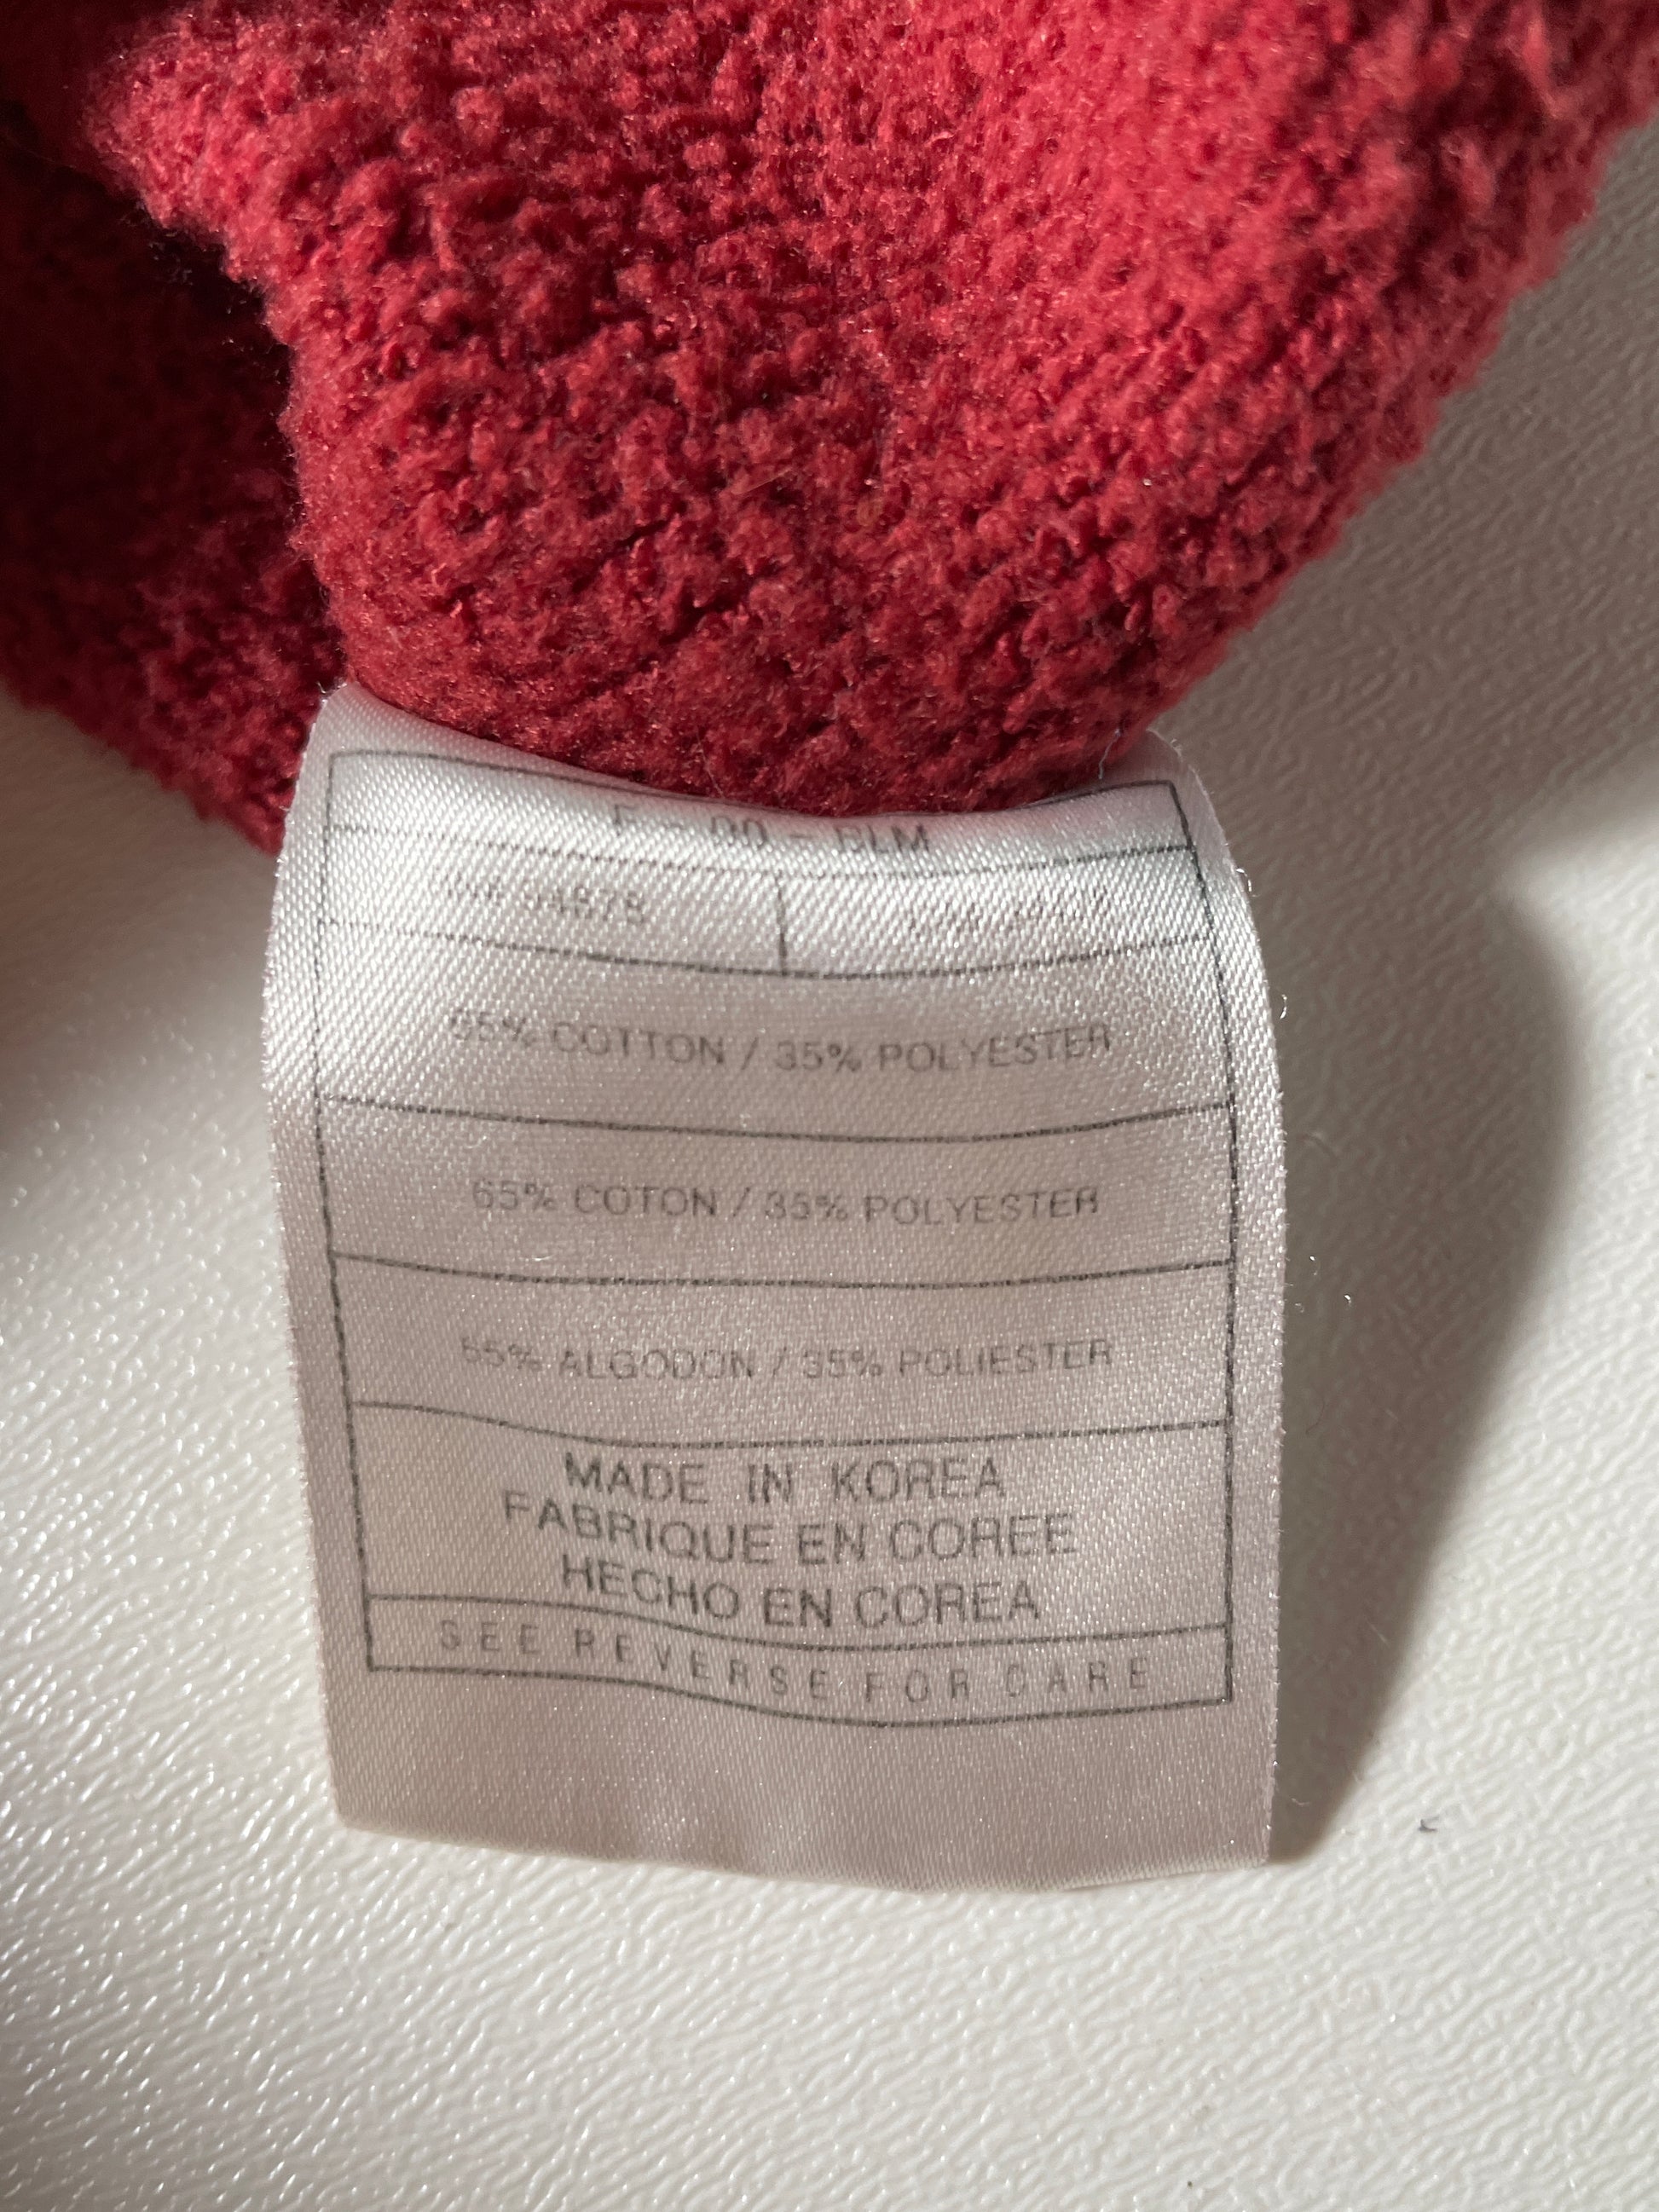 65% COTTON / 35% POLYESTER
65% COTON / 35% POLYESTER
65% ALGODON / 35% POLIESTER
MADE IN KOREA
FABRIQUE EN COREE
HECHO EN COREA
SEE REVERSE FOR CARE